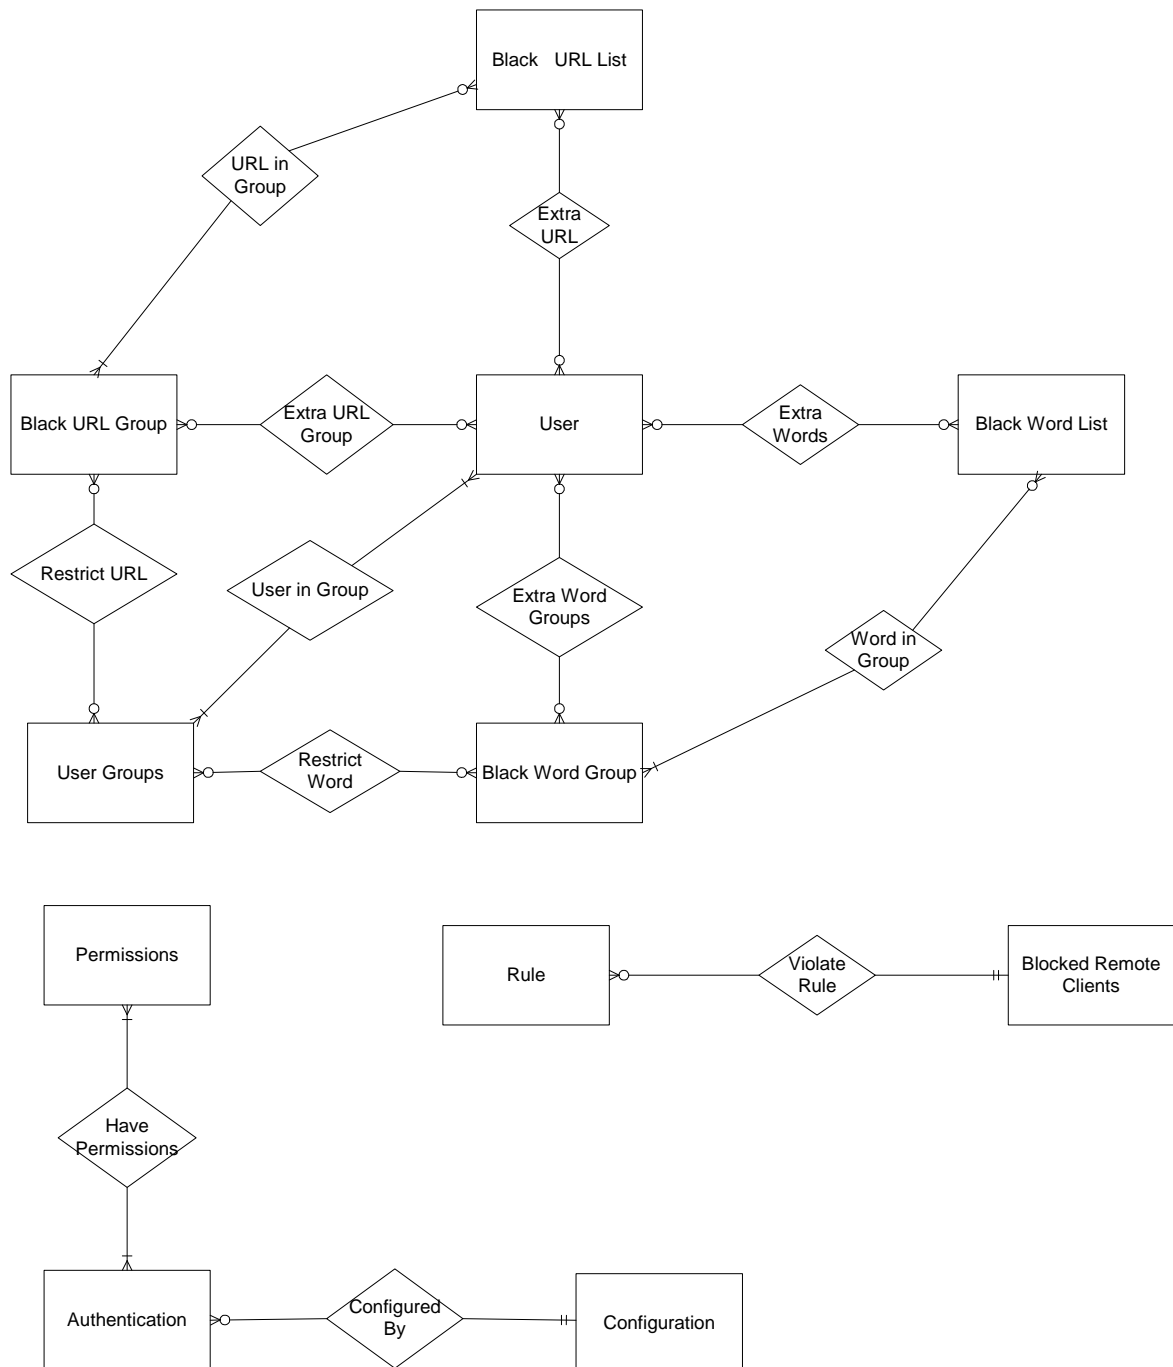 Black   URL List
URL in
Group
Extra
URL
Black URL Group
Extra URL
Group
User
Extra
Words
Black Word List
Restrict URL
User in Group
Extra Word
Groups
Word in
Group
User Groups
Restrict
Word
Black Word Group
Permissions
Rule
Violate
Rule
Blocked Remote
Clients
Have
Permissions
Authentication
Configured
By
Configuration